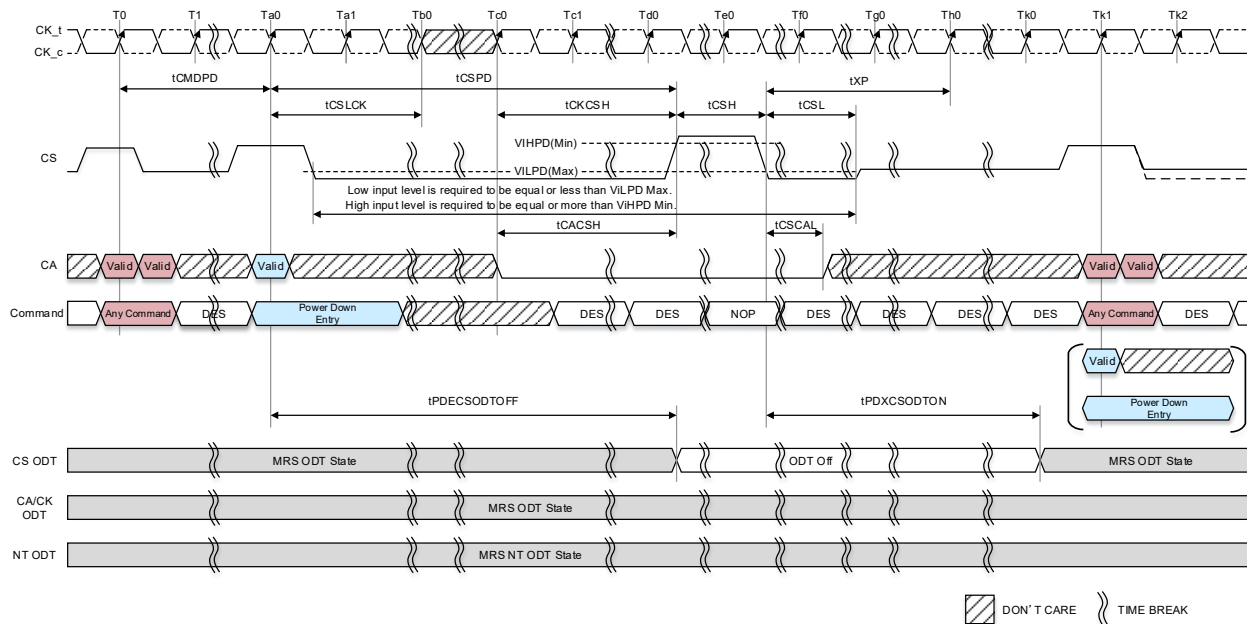 T0 T1 Ta0 Ta1 Tb0 Tc0 Tc1 Td0 Te0 Tf0 Tg0 Th0 Tk0 Tk1 Tk2
CK_t
CK_c
tCMDPD tCSPD tXP
tCSLCK tCKCSH tCSH tCSL
VIHPD(Min)
CS
VILPD(Max)
Low input level is required to be equal or less than ViLPD Max.
High input level is required to be equal or more than ViHPD Min.
tCACSH tCSCAL
CA Valid Valid Valid Valid Valid
Command Any Command DES Power Down Entry DES DES NOP DES DES DES DES Any Command DES
Valid
Power Down
Entry
tPDECSODTOFF tPDXCSODTON
CS ODT MRS ODT State ODT Off MRS ODT State
CA/CK
ODT MRS ODT State
NT ODT MRS NT ODT State
DON'T CARE TIME BREAK